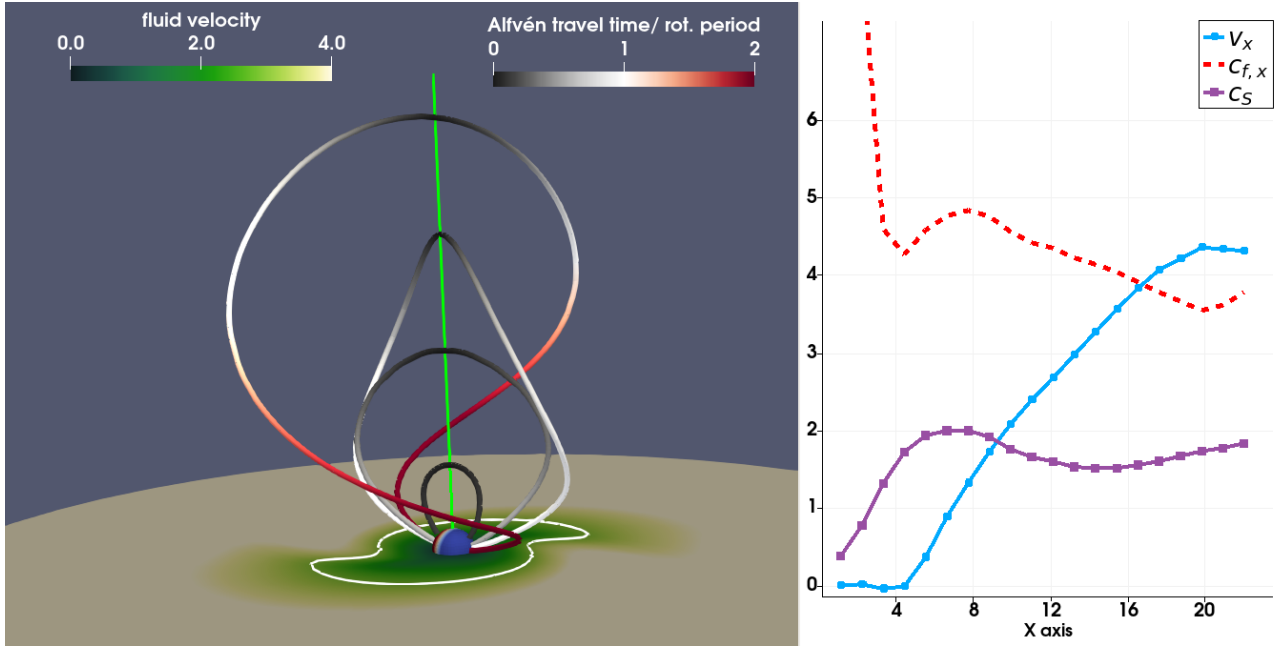 fluid velocity
0.0 2.0 4.0
Alfvén travel time/ rot. period
0 1 2
v_x
c_{f, x}
c_S
6
5
4
3
2
1
0
4 8 12 16 20
X axis